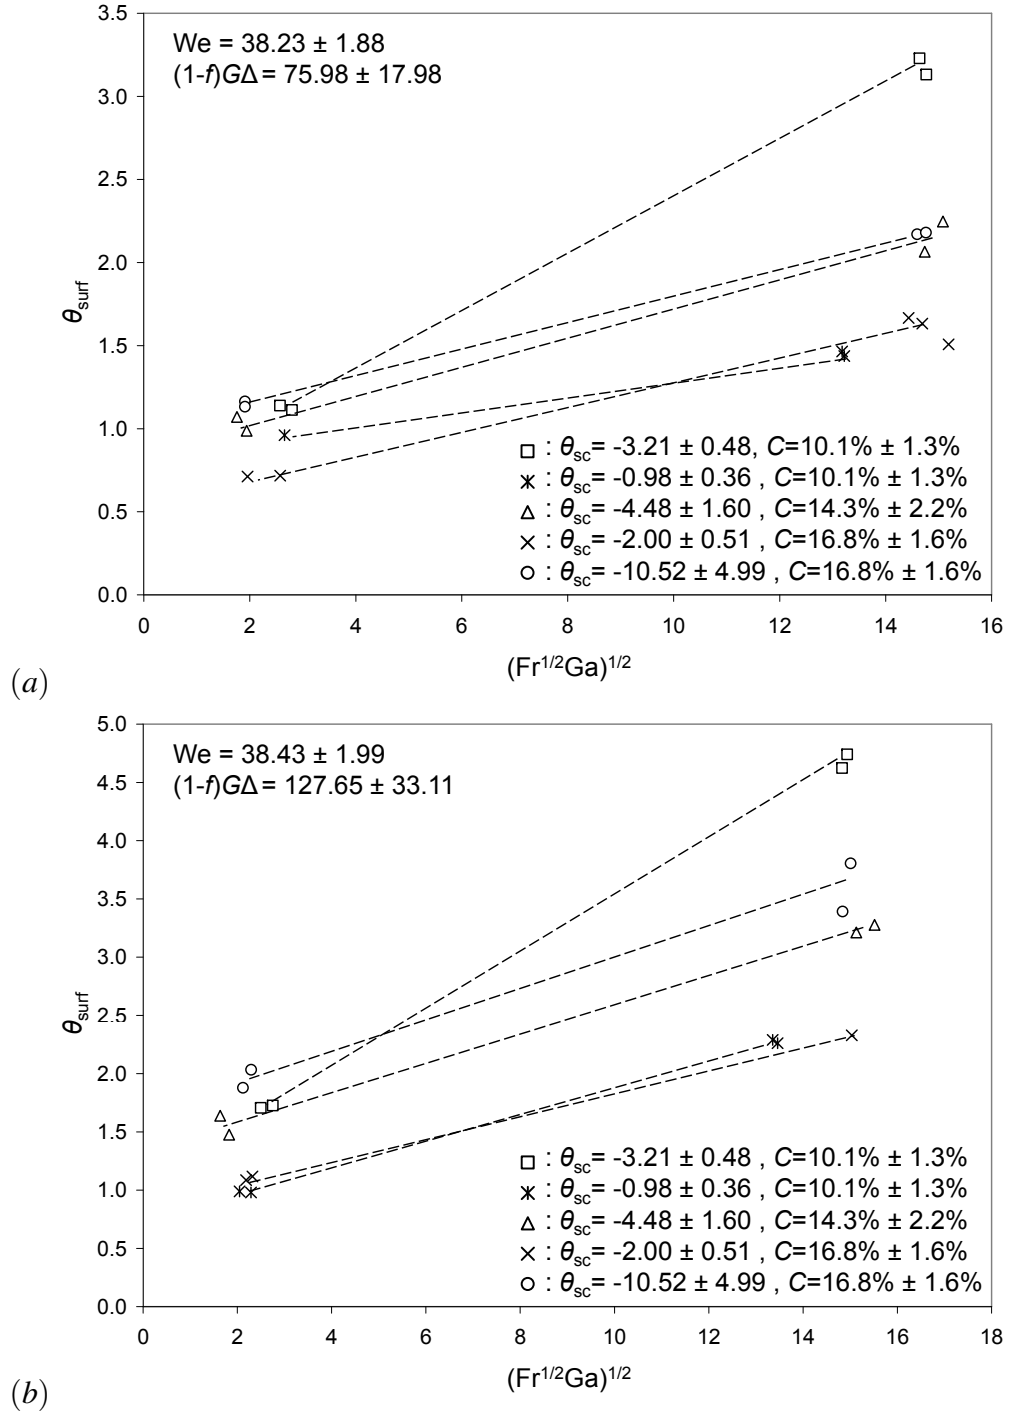 We = 38.23 ± 1.88
(1-f)GΔ = 75.98 ± 17.98
3.5
3.0
2.5
2.0
1.5
1.0
0.5
0.0
θsurf
□ : θsc= -3.21 ± 0.48, C=10.1% ± 1.3%
⚹ : θsc= -0.98 ± 0.36 , C=10.1% ± 1.3%
△ : θsc= -4.48 ± 1.60 , C=14.3% ± 2.2%
× : θsc= -2.00 ± 0.51 , C=16.8% ± 1.6%
○ : θsc= -10.52 ± 4.99 , C=16.8% ± 1.6%
0 2 4 6 8 10 12 14 16
(Fr1/2Ga)1/2
(a)
We = 38.43 ± 1.99
(1-f)GΔ = 127.65 ± 33.11
5.0
4.5
4.0
3.5
3.0
2.5
2.0
1.5
1.0
0.5
0.0
θsurf
□ : θsc= -3.21 ± 0.48 , C=10.1% ± 1.3%
⚹ : θsc= -0.98 ± 0.36 , C=10.1% ± 1.3%
△ : θsc= -4.48 ± 1.60 , C=14.3% ± 2.2%
× : θsc= -2.00 ± 0.51 , C=16.8% ± 1.6%
○ : θsc= -10.52 ± 4.99 , C=16.8% ± 1.6%
0 2 4 6 8 10 12 14 16 18
(Fr1/2Ga)1/2
(b)